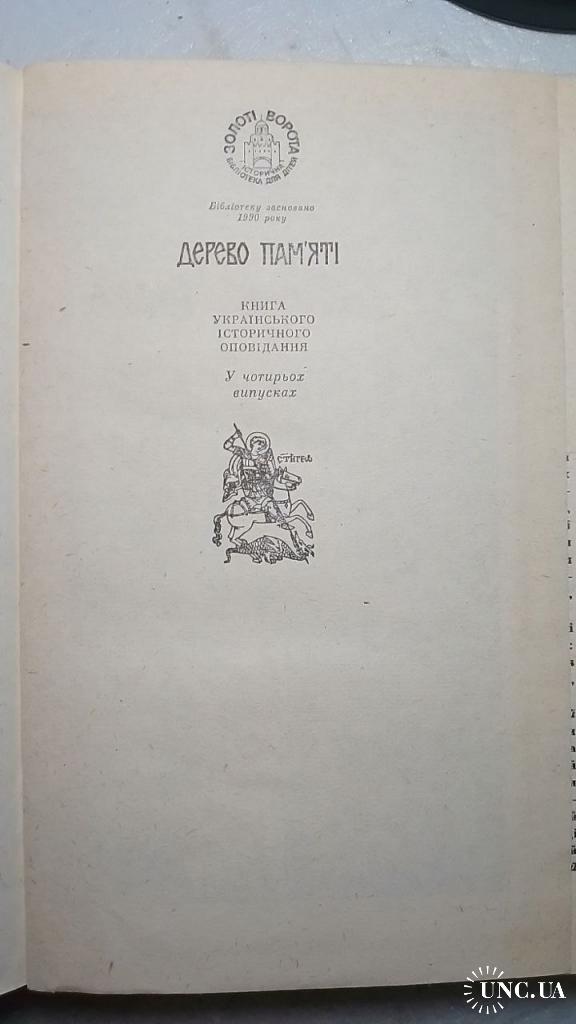 ЗОЛОТІ ВОРОТА
ІСТОРИЧНА
БІБЛІОТЕКА ДЛЯ ДІТЕЙ
Бібліотеку засновано
1990 року
ДЕРЕВО ПАМ'ЯТІ
КНИГА
УКРАЇНСЬКОГО
ІСТОРИЧНОГО
ОПОВІДАННЯ
У чотирьох
випусках
UNC.UA